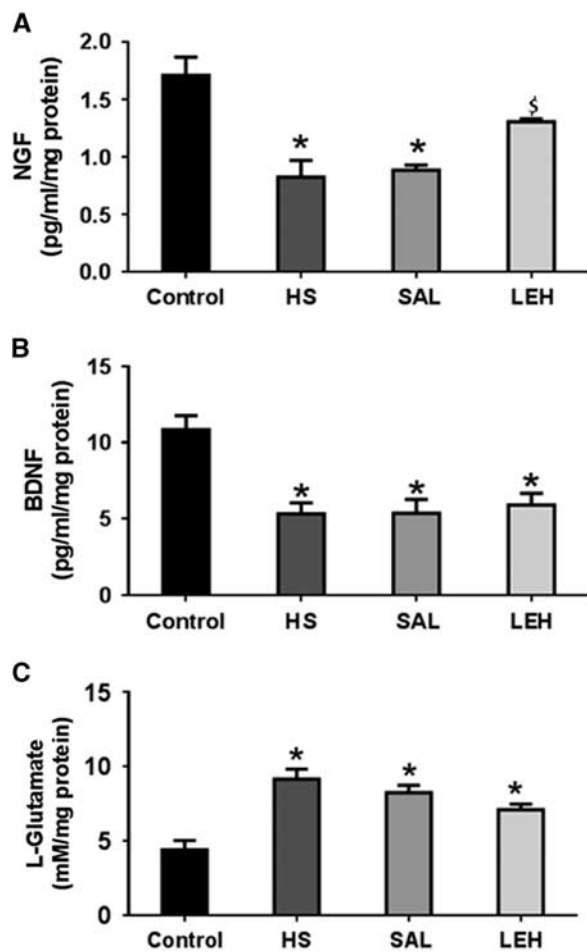 A
NGF
(pg/ml/mg protein)
2.0
1.5
1.0
0.5
0.0
*
*
$
Control HS SAL LEH
B
BDNF
(pg/ml/mg protein)
15
10
5
0
*
*
*
Control HS SAL LEH
C
L-Glutamate
(mM/mg protein)
15
10
5
0
*
*
*
Control HS SAL LEH